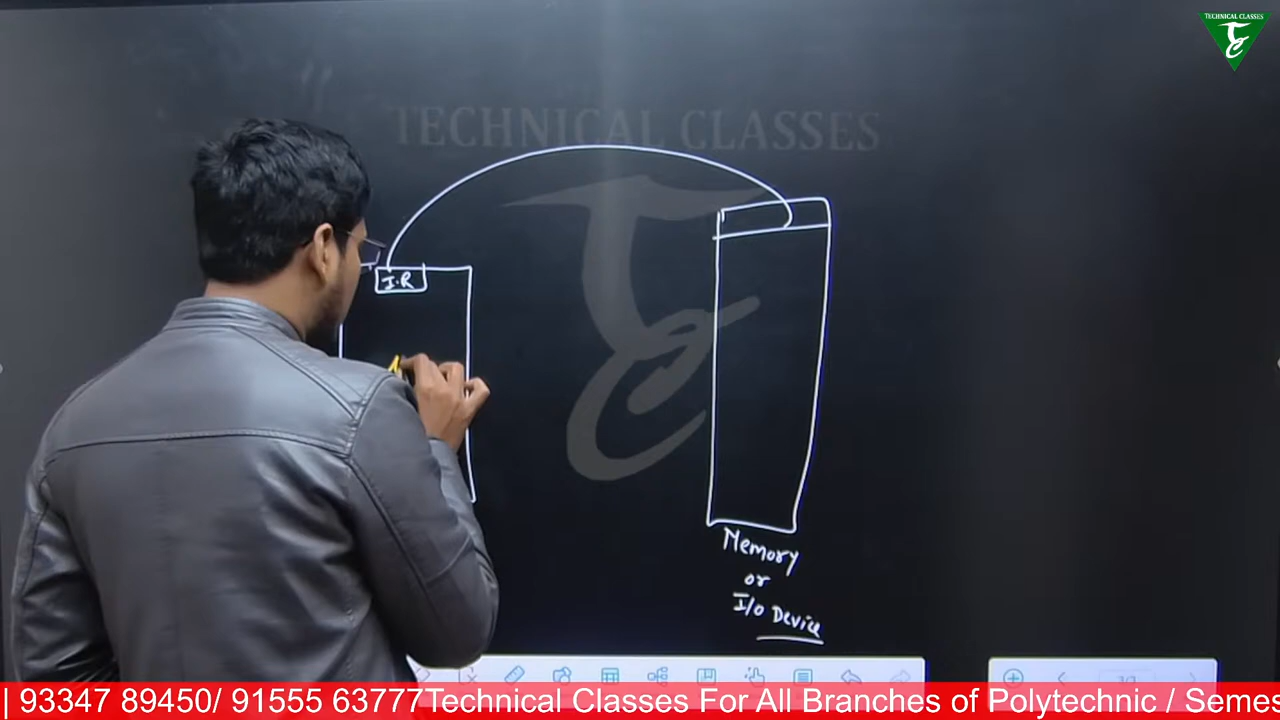 TECHNICAL CLASSES
TECHNICAL CLASSES
I.R
Memory
or
I/o Device
| 93347 89450/ 91555 63777Technical Classes For All Branches of Polytechnic / Semes